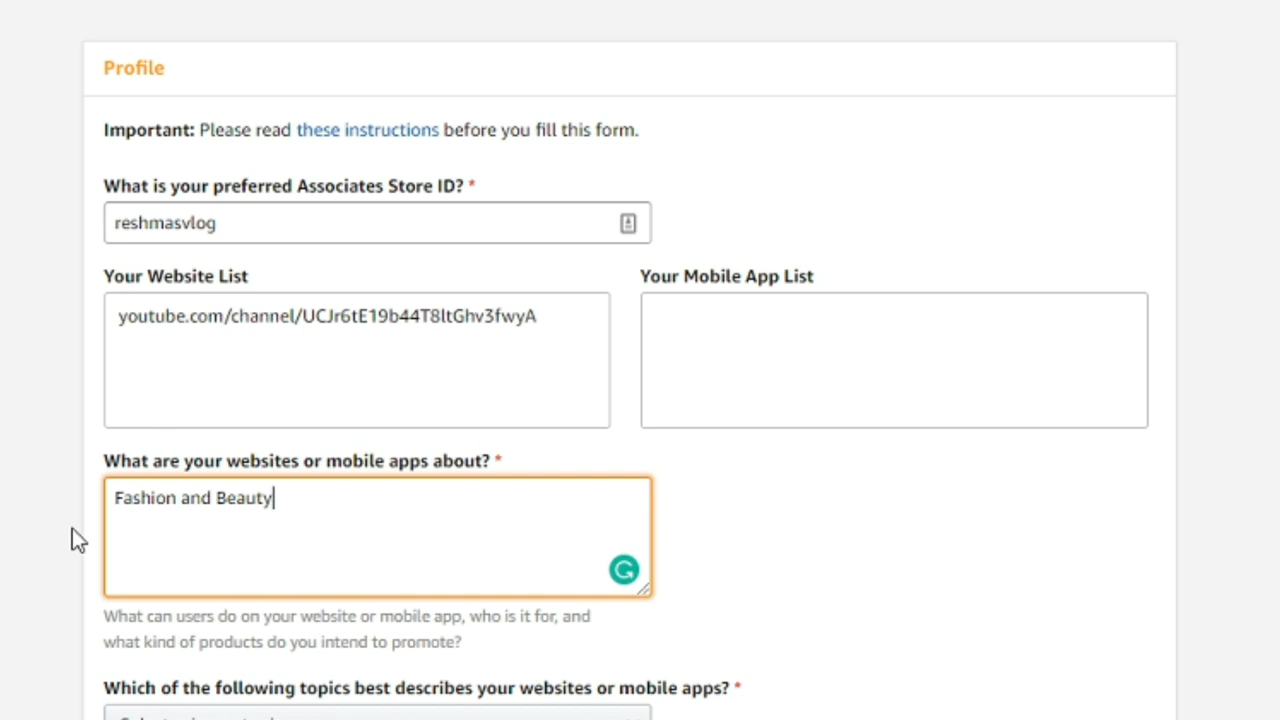 Profile
Important: Please read these instructions before you fill this form.
What is your preferred Associates Store ID? *
reshmasvlog
Your Website List
Your Mobile App List
youtube.com/channel/UCJr6tE19b44T8ltGhv3fwyA
What are your websites or mobile apps about? *
Fashion and Beauty
What can users do on your website or mobile app, who is it for, and
what kind of products do you intend to promote?
Which of the following topics best describes your websites or mobile apps? *